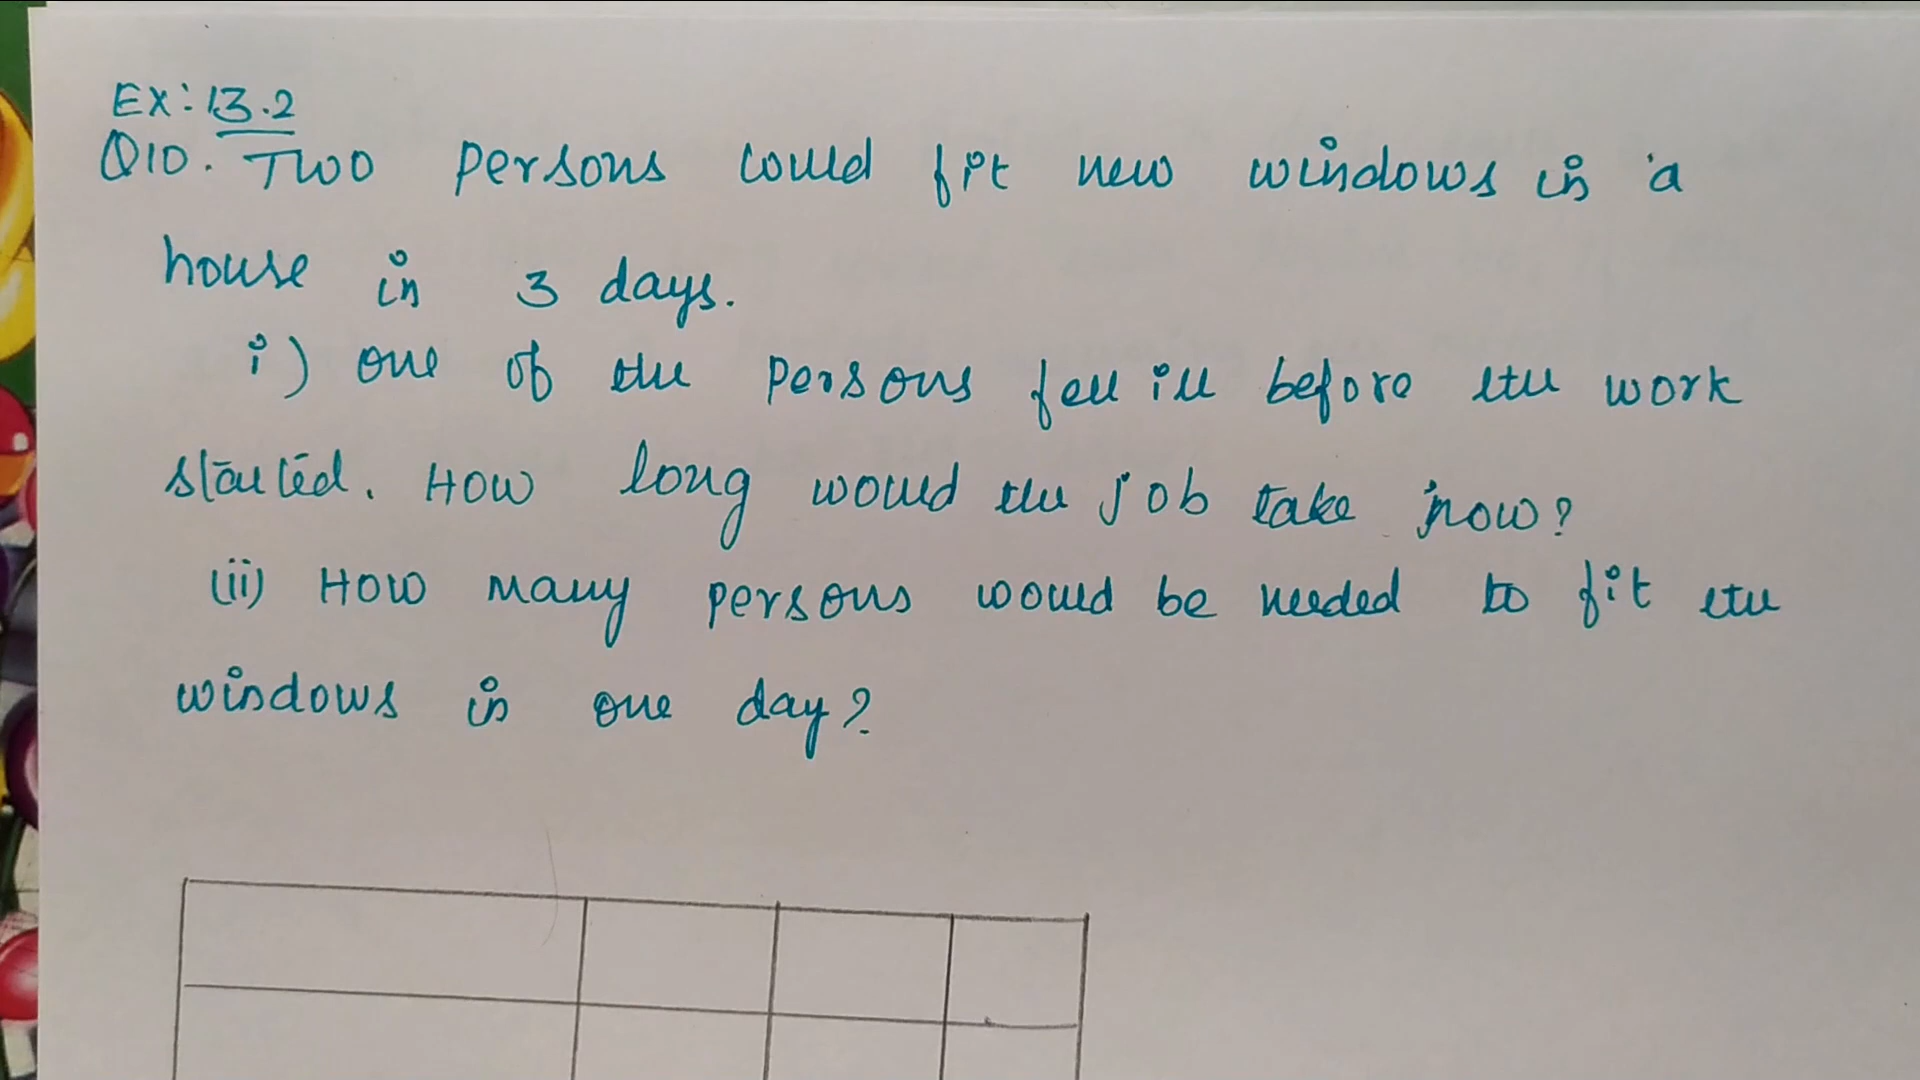 Ex: 13.2
Q10. Two persons could fit new windows in a
house in 3 days.
i) one of the persons fell ill before the work
started. How long would the job take now?
(ii) How many persons would be needed to fit the
windows in one day?